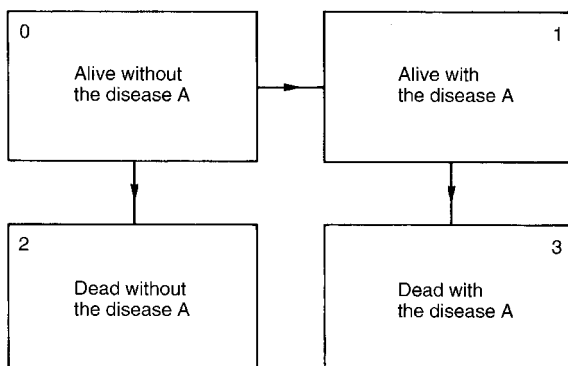 0
Alive without
the disease A
1
Alive with
the disease A
2
Dead without
the disease A
3
Dead with
the disease A